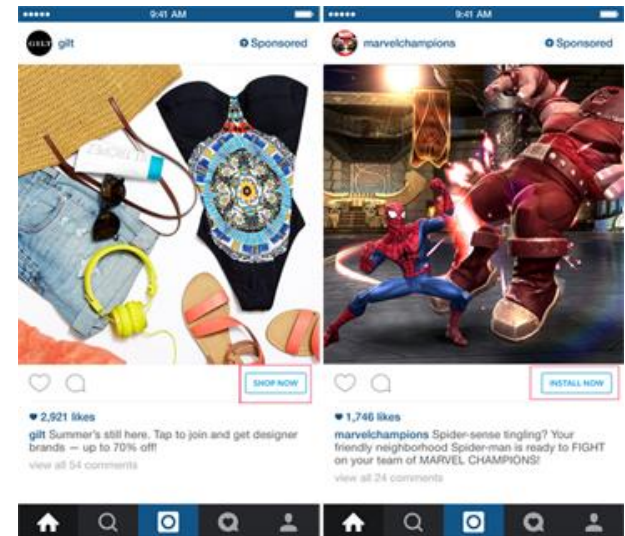 9:41 AM
GILT
gilt
Sponsored
SHOP NOW
2,921 likes
gilt Summer's still here. Tap to join and get designer
brands — up to 70% off!
view all 54 comments
9:41 AM
marvelchampions
Sponsored
INSTALL NOW
1,746 likes
marvelchampions Spider-sense tingling? Your
friendly neighborhood Spider-man is ready to FIGHT
on your team of MARVEL CHAMPIONS!
view all 24 comments